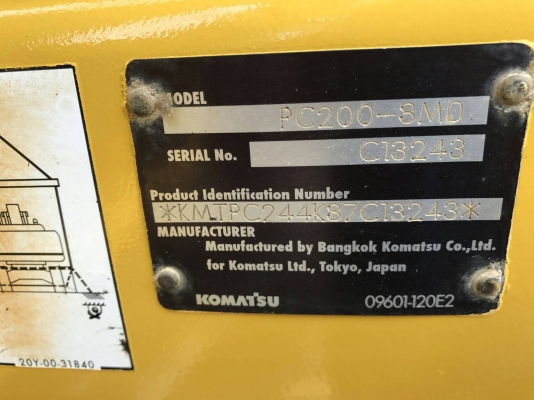 MODEL PC200-8M0
SERIAL No. C13243
Product Identification Number
*KMTPC244K87C13243*
MANUFACTURER
Manufactured by Bangkok Komatsu Co.,Ltd.
for Komatsu Ltd., Tokyo, Japan
KOMATSU 09601-120E2
20Y-00-31840